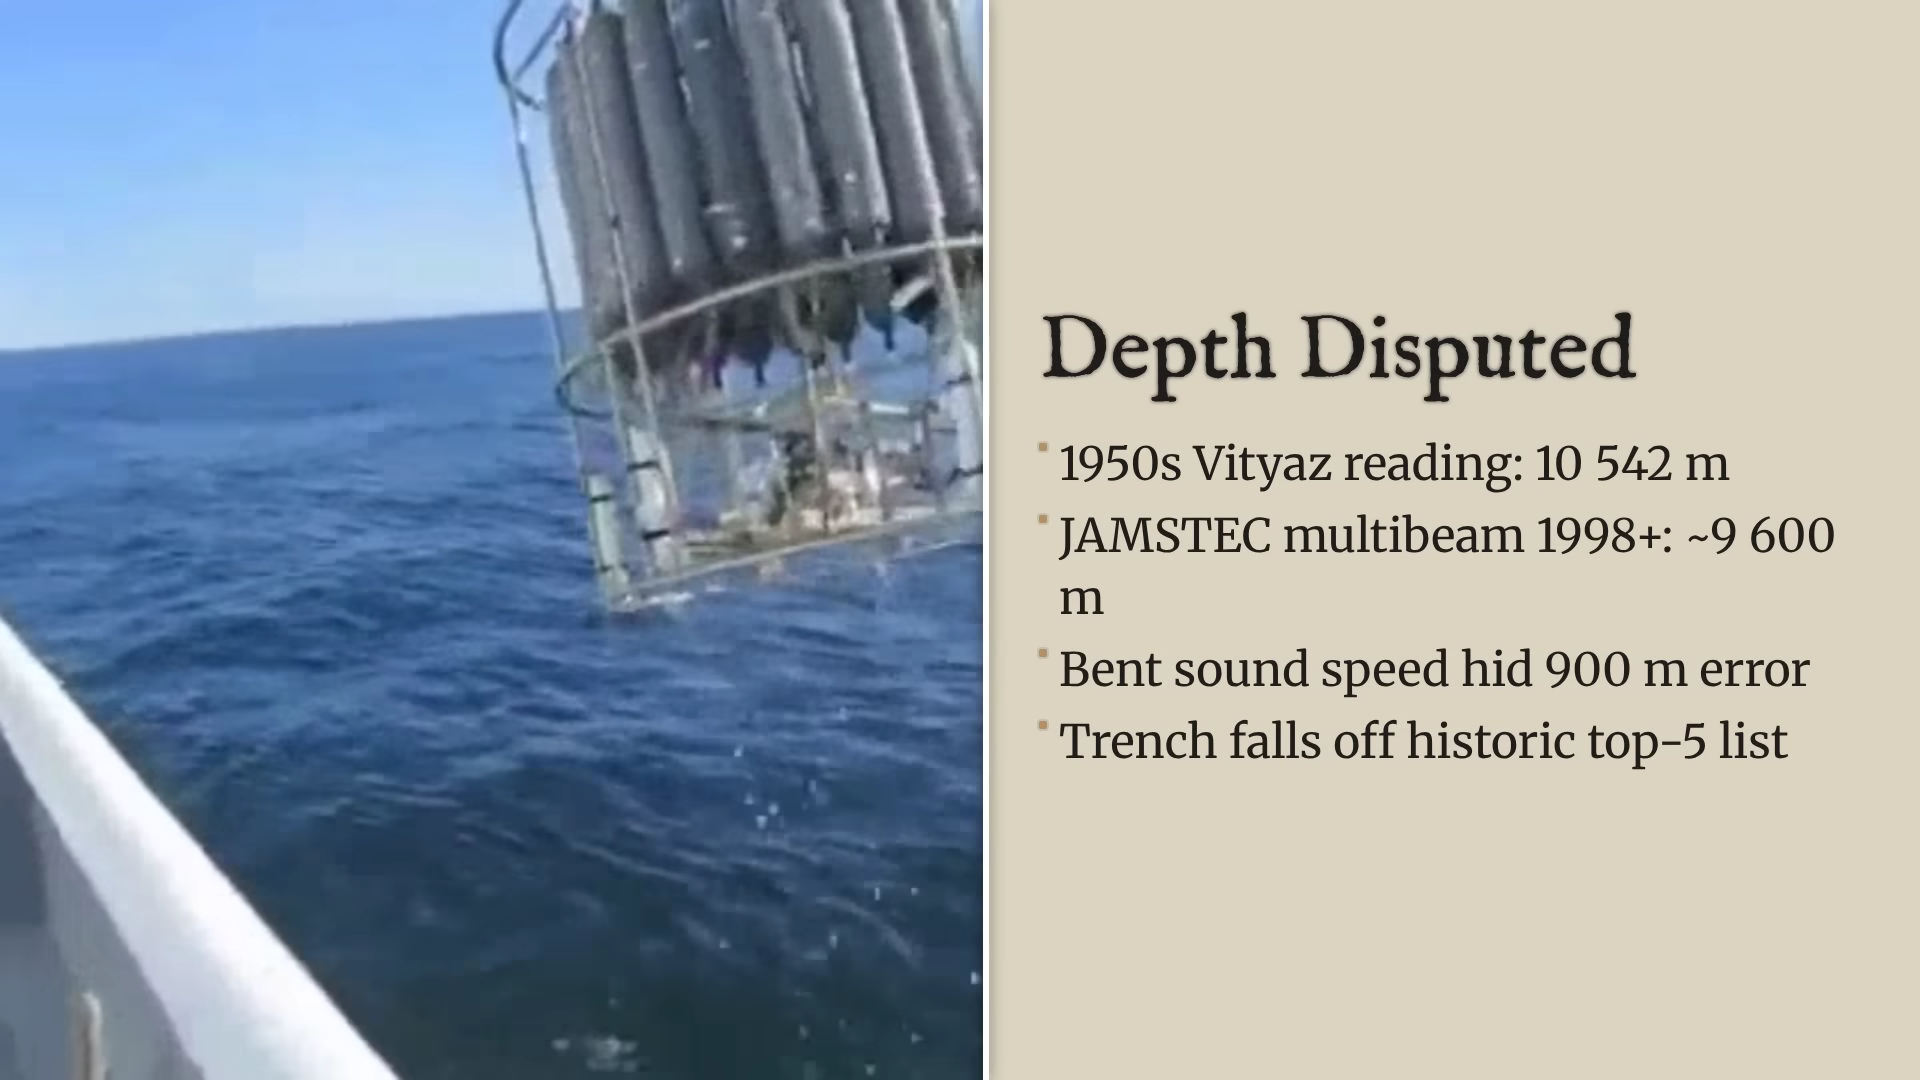 Depth Disputed
1950s Vityaz reading: 10 542 m
JAMSTEC multibeam 1998+: ~9 600
m
Bent sound speed hid 900 m error
Trench falls off historic top-5 list